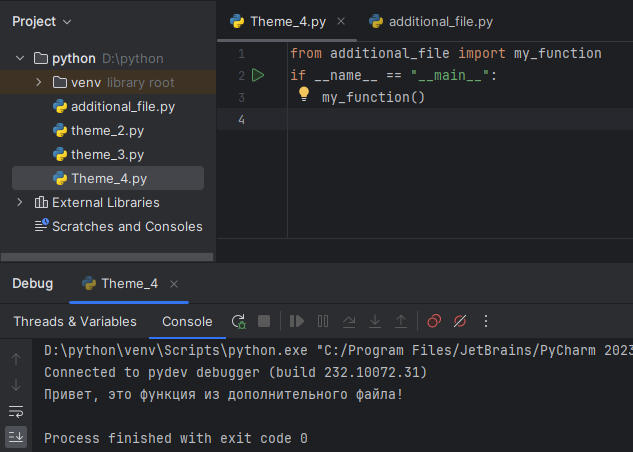 Project
Theme_4.py
additional_file.py
python D:\python
venv library root
additional_file.py
theme_2.py
theme_3.py
Theme_4.py
External Libraries
Scratches and Consoles
1 from additional_file import my_function
2 if __name__ == "__main__":
3 my_function()
4
Debug
Theme_4
Threads & Variables
Console
D:\python\venv\Scripts\python.exe "C:/Program Files/JetBrains/PyCharm 2023
Connected to pydev debugger (build 232.10072.31)
Привет, это функция из дополнительного файла!
Process finished with exit code 0